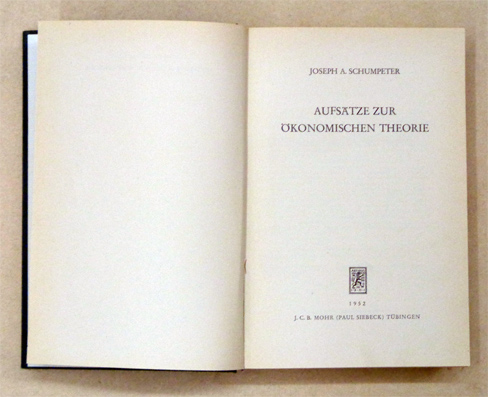 JOSEPH A. SCHUMPETER
AUFSÄTZE ZUR
ÖKONOMISCHEN THEORIE
1952
J. C. B. MOHR (PAUL SIEBECK) TÜBINGEN